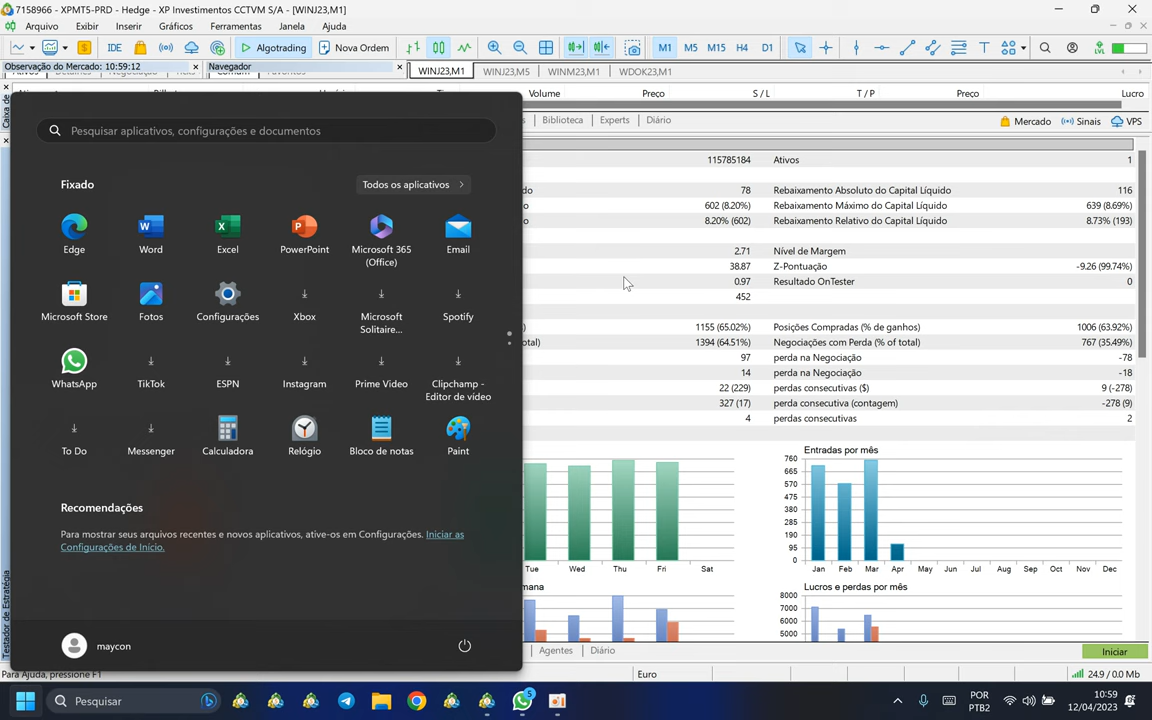 7158966 - XPMT5-PRD - Hedge - XP Investimentos CCTVM S/A - [WINJ23,M1]
Arquivo Exibir Inserir Gráficos Ferramentas Janela Ajuda
IDE Algotrading Nova Ordem M1 M5 M15 H4 D1
Observação do Mercado: 10:59:12
Navegador
WINJ23,M1 WINJ23,M5 WINM23,M1 WDOK23,M1
Volume Preço S / L T / P Preço Lucro
Biblioteca Experts Diário
Mercado Sinais VPS
Pesquisar aplicativos, configurações e documentos
Fixado
Todos os aplicativos
Edge Word Excel PowerPoint Microsoft 365 (Office) Email
Microsoft Store Fotos Configurações Xbox Microsoft Solitaire... Spotify
WhatsApp TikTok ESPN Instagram Prime Video Clipchamp - Editor de vídeo
To Do Messenger Calculadora Relógio Bloco de notas Paint
Recomendações
Para mostrar seus arquivos recentes e novos aplicativos, ative-os em Configurações. Iniciar as
Configurações de Início.
maycon
115785184 Ativos 1
78 Rebaixamento Absoluto do Capital Líquido 116
602 (8.20%) Rebaixamento Máximo do Capital Líquido 639 (8.69%)
8.20% (602) Rebaixamento Relativo do Capital Líquido 8.73% (193)
2.71 Nível de Margem
38.87 Z-Pontuação -9.26 (99.74%)
0.97 Resultado OnTester 0
452
1155 (65.02%) Posições Compradas (% de ganhos) 1006 (63.92%)
1394 (64.51%) Negociações com Perda (% of total) 767 (35.49%)
97 perda na Negociação -78
14 perda na Negociação -18
22 (229) perdas consecutivas ($) 9 (-278)
327 (17) perda consecutiva (contagem) -278 (9)
4 perdas consecutivas 2
Entradas por mês
760
665
570
475
380
285
190
95
0
Tue Wed Thu Fri Sat
Jan Feb Mar Apr May Jun Jul Aug Sep Oct Nov Dec
Lucros e perdas por mês
8000
7000
6000
5000
Testador de Estratégia
Agentes Diário
Iniciar
Para Ajuda, pressione F1
Euro
24.9 / 0.0 Mb
Pesquisar
5
POR
PTB2
10:59
12/04/2023